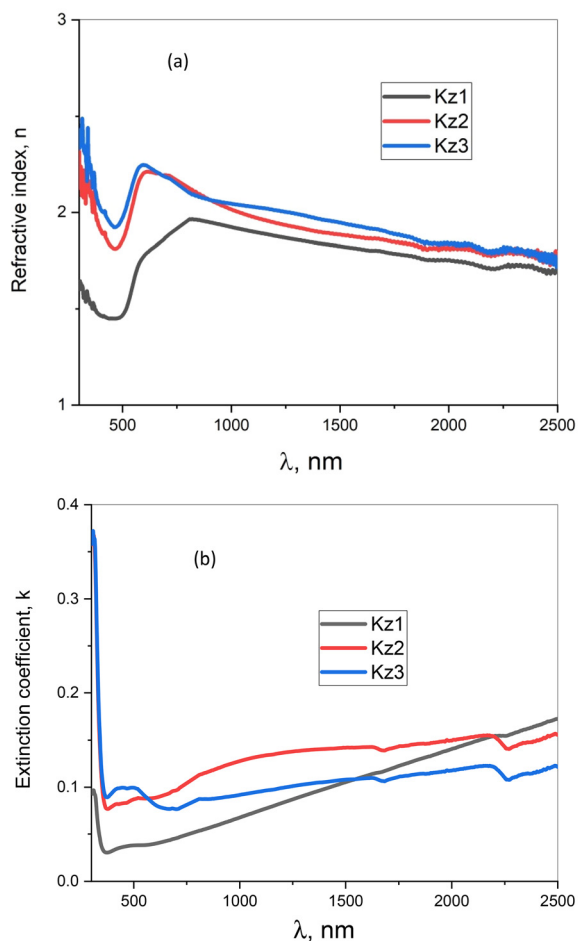 3
(a)
Kz1
Kz2
Kz3
2
Refractive index, n
1
500 1000 1500 2000 2500
λ, nm
0.4
(b)
0.3
Kz1
Kz2
Kz3
0.2
Extinction coefficient, k
0.1
0.0
500 1000 1500 2000 2500
λ, nm